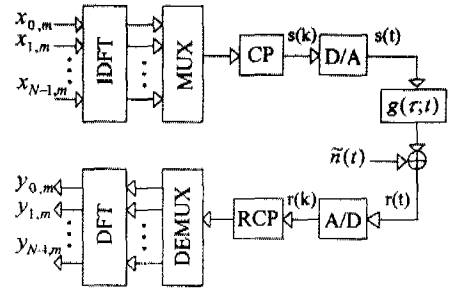 x0,m
x1,m
xN-1,m
IDFT
MUX
CP
s(k)
D/A
s(t)
g(τ;t)
ñ(t)
r(t)
A/D
r(k)
RCP
DEMUX
DFT
y0,m
y1,m
yN-1,m